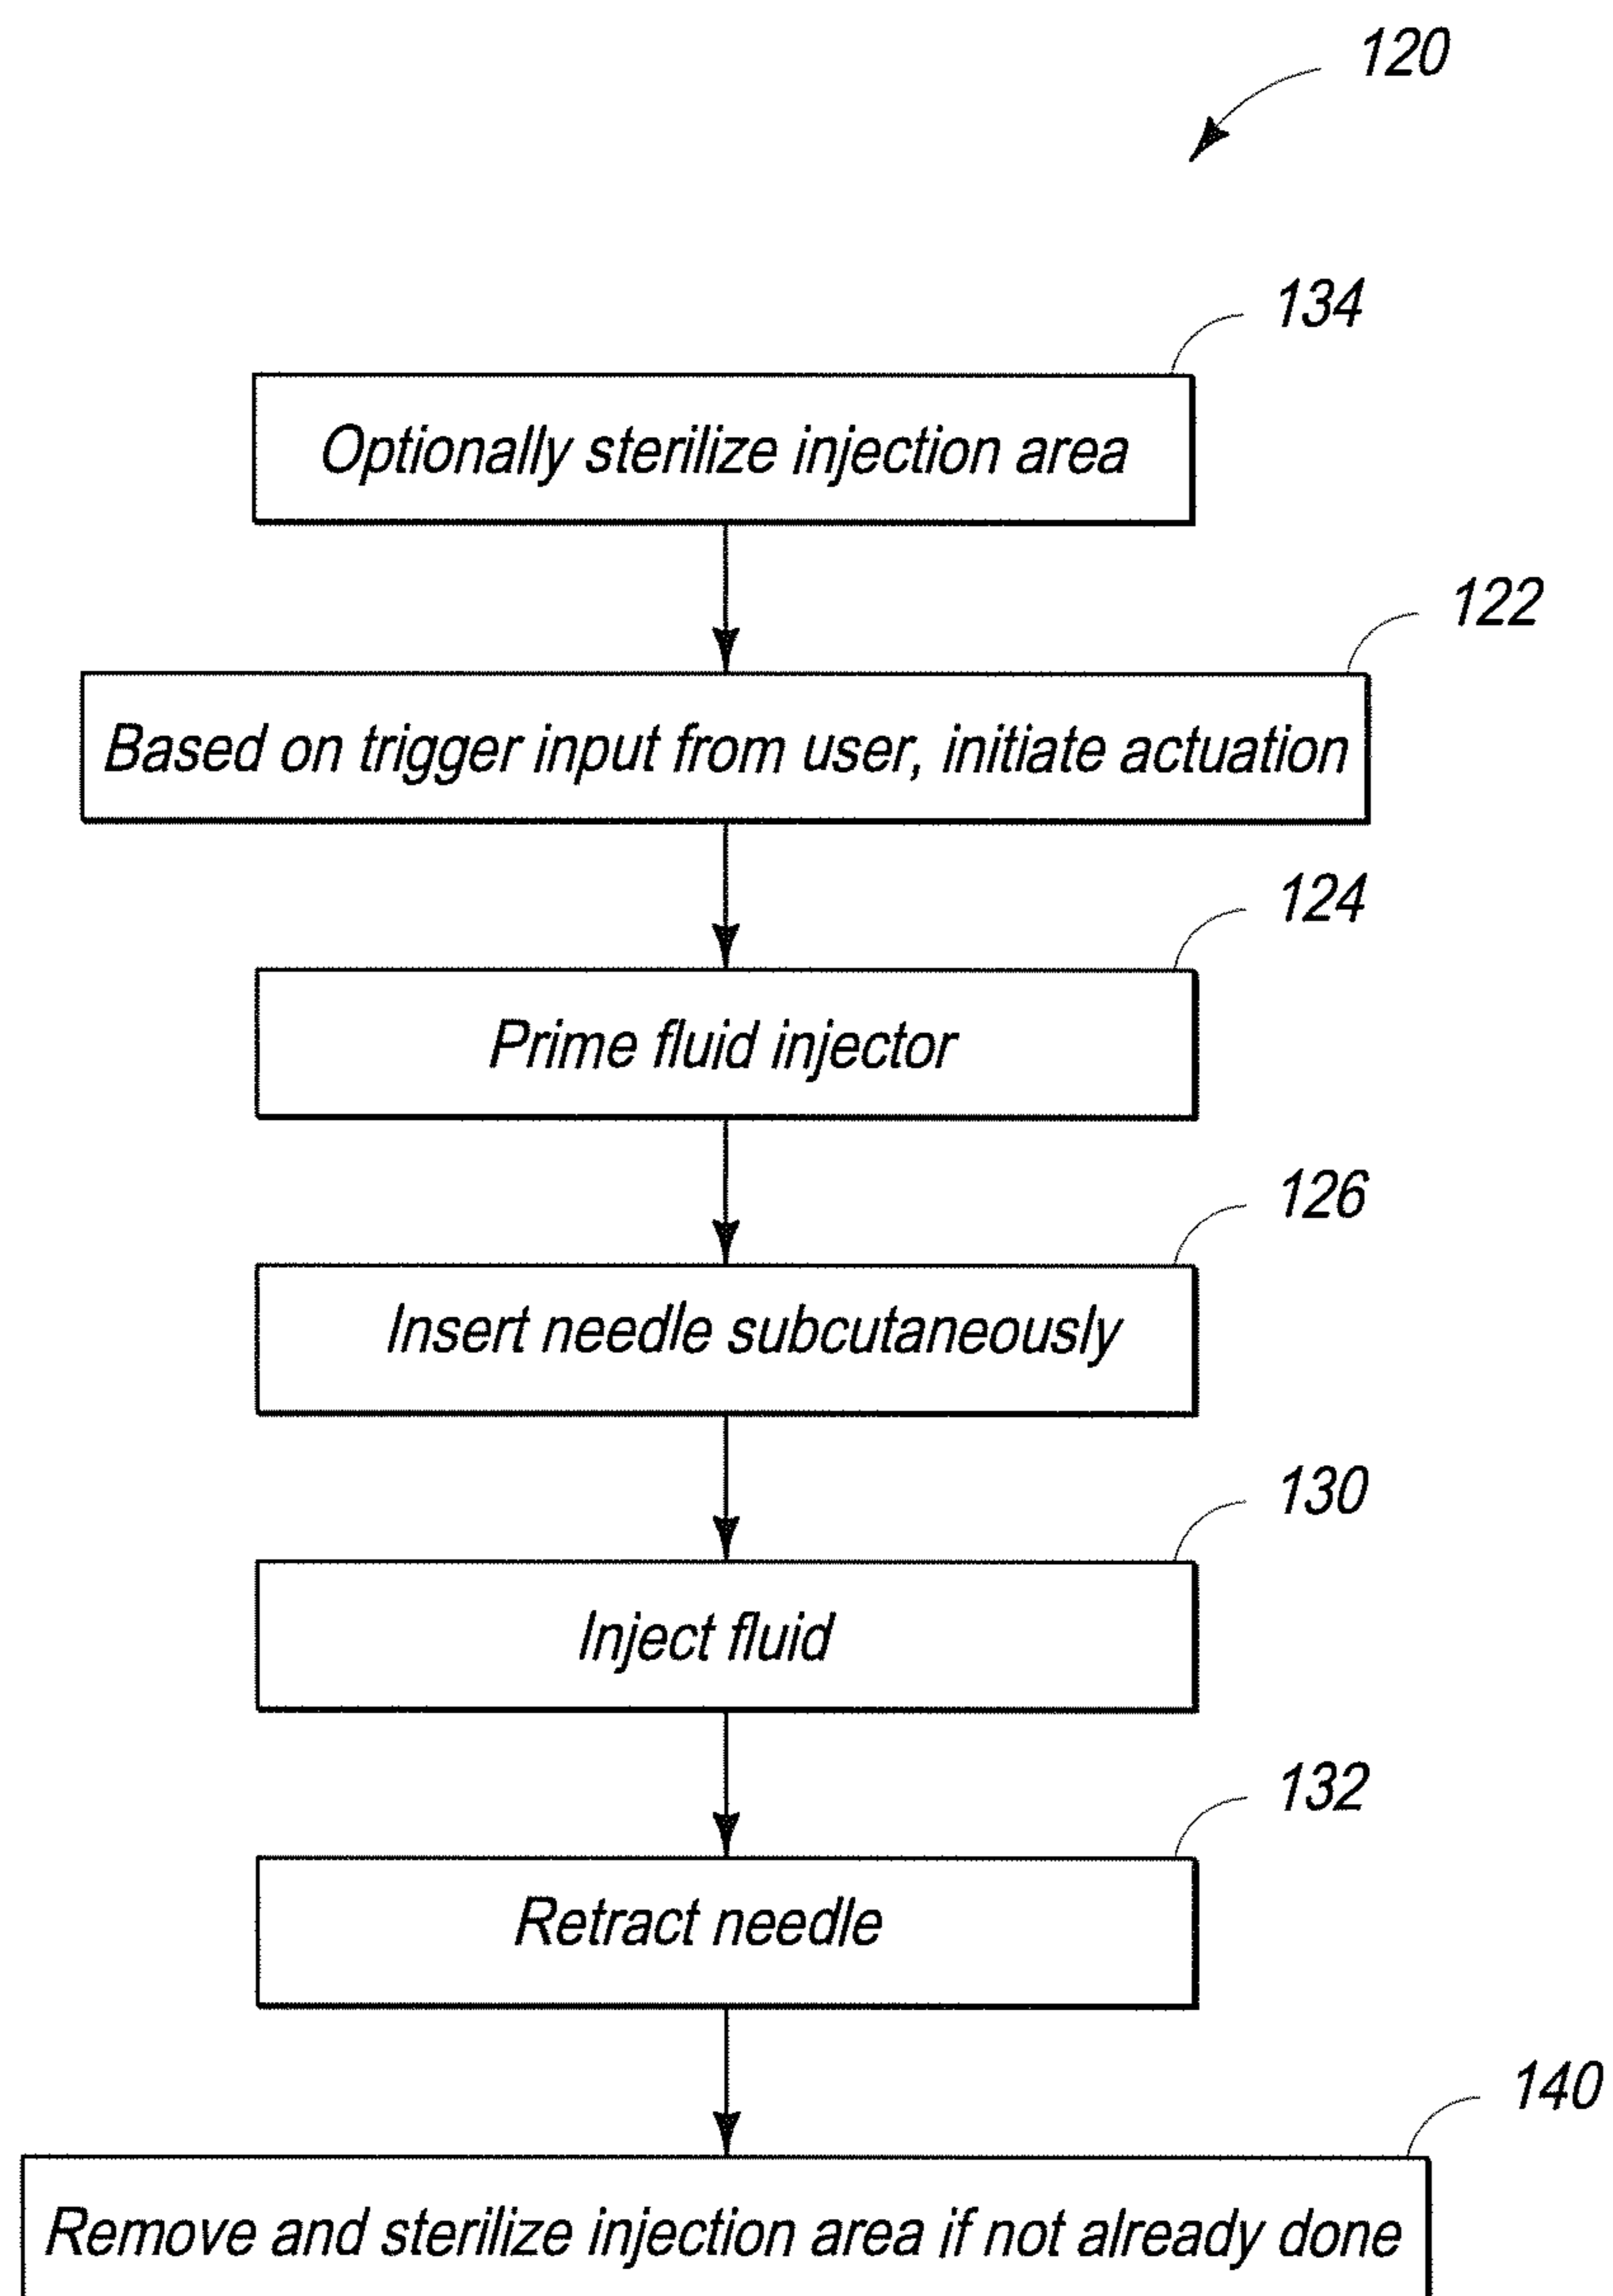 120
134
Optionally sterilize injection area
122
Based on trigger input from user, initiate actuation
124
Prime fluid injector
126
Insert needle subcutaneously
130
Inject fluid
132
Retract needle
140
Remove and sterilize injection area if not already done